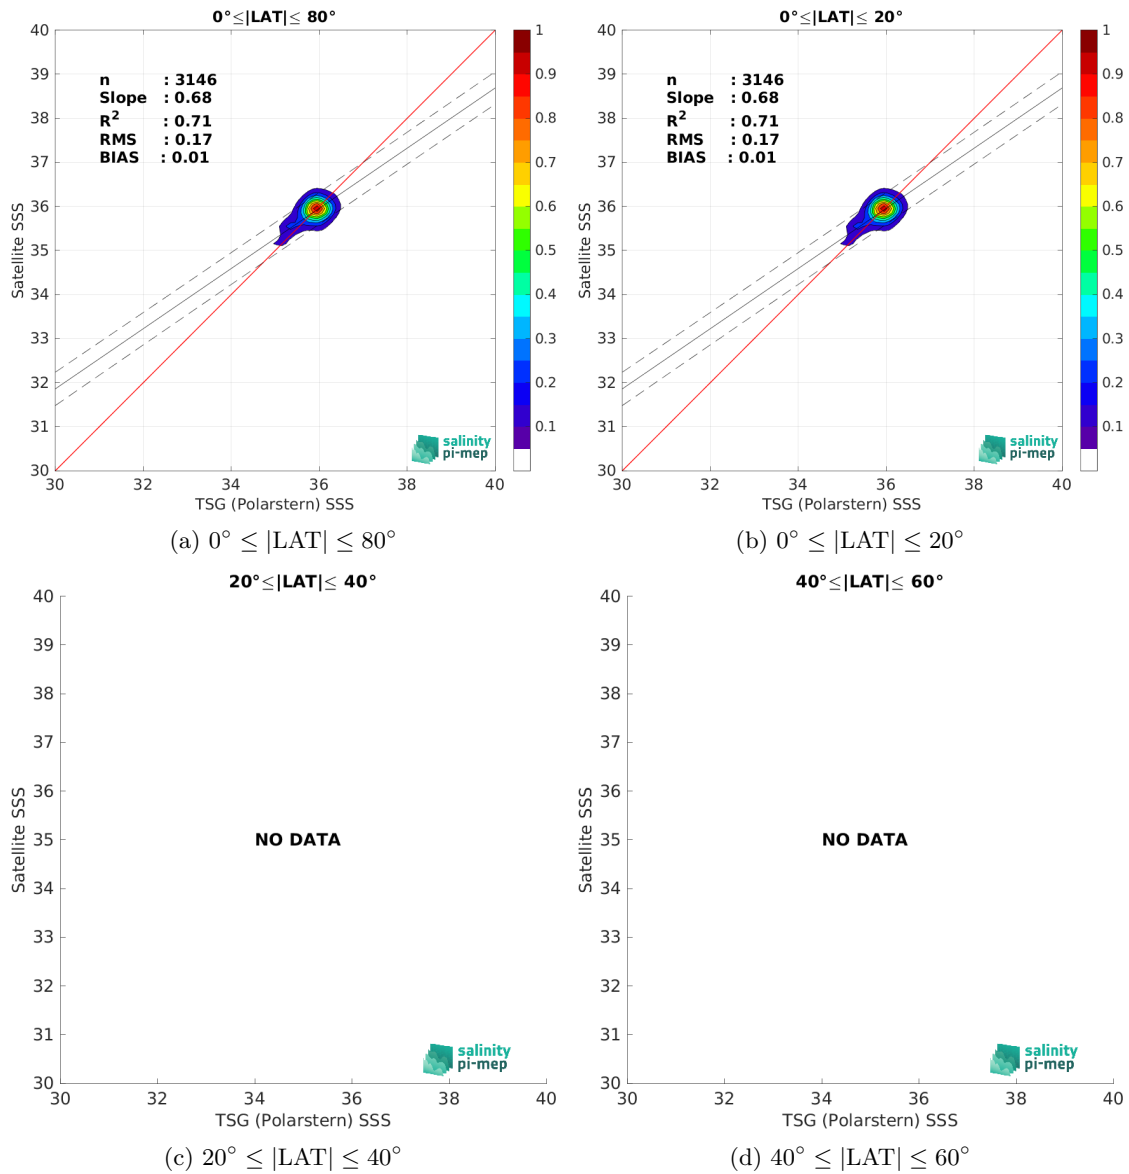 0°≤|LAT|≤ 80°
40
39
38
37
36
35
34
33
32
31
30
Satellite SSS
n : 3146
Slope : 0.68
R2 : 0.71
RMS : 0.17
BIAS : 0.01
salinity
pi-mep
30 32 34 36 38 40
TSG (Polarstern) SSS
1
0.9
0.8
0.7
0.6
0.5
0.4
0.3
0.2
0.1
(a) 0° ≤ |LAT| ≤ 80°
0°≤|LAT|≤ 20°
40
39
38
37
36
35
34
33
32
31
30
Satellite SSS
n : 3146
Slope : 0.68
R2 : 0.71
RMS : 0.17
BIAS : 0.01
salinity
pi-mep
30 32 34 36 38 40
TSG (Polarstern) SSS
1
0.9
0.8
0.7
0.6
0.5
0.4
0.3
0.2
0.1
(b) 0° ≤ |LAT| ≤ 20°
20°≤|LAT|≤ 40°
40
39
38
37
36
35
34
33
32
31
30
Satellite SSS
NO DATA
salinity
pi-mep
30 32 34 36 38 40
TSG (Polarstern) SSS
(c) 20° ≤ |LAT| ≤ 40°
40°≤|LAT|≤ 60°
40
39
38
37
36
35
34
33
32
31
30
Satellite SSS
NO DATA
salinity
pi-mep
30 32 34 36 38 40
TSG (Polarstern) SSS
(d) 40° ≤ |LAT| ≤ 60°